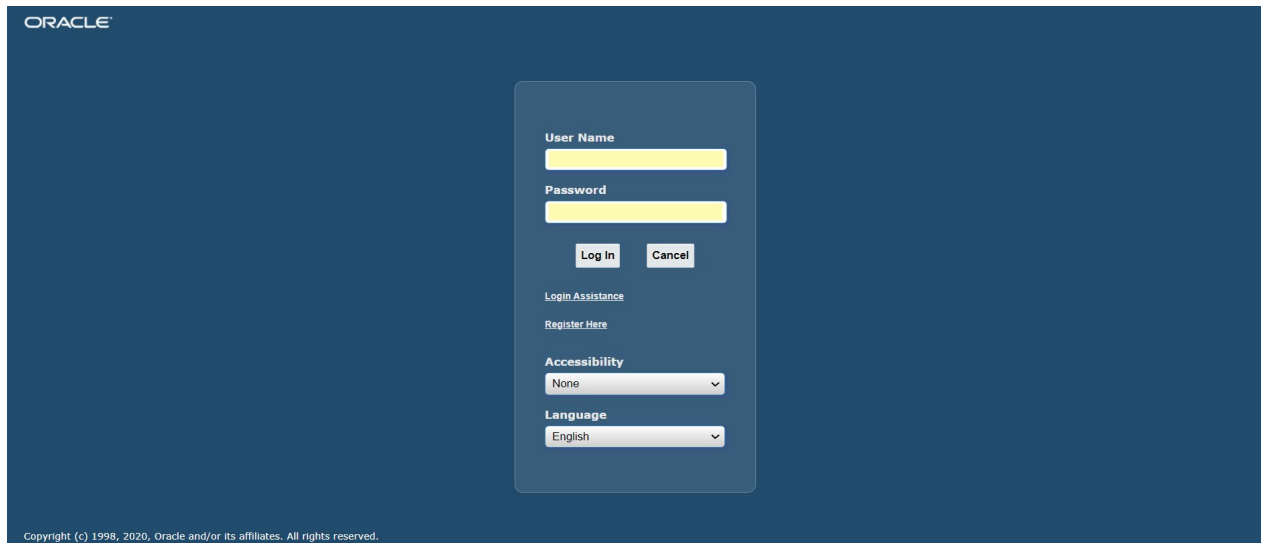 ORACLE
User Name
Password
Log In Cancel
Login Assistance
Register Here
Accessibility
None
Language
English
Copyright (c) 1998, 2020, Oracle and/or its affiliates. All rights reserved.